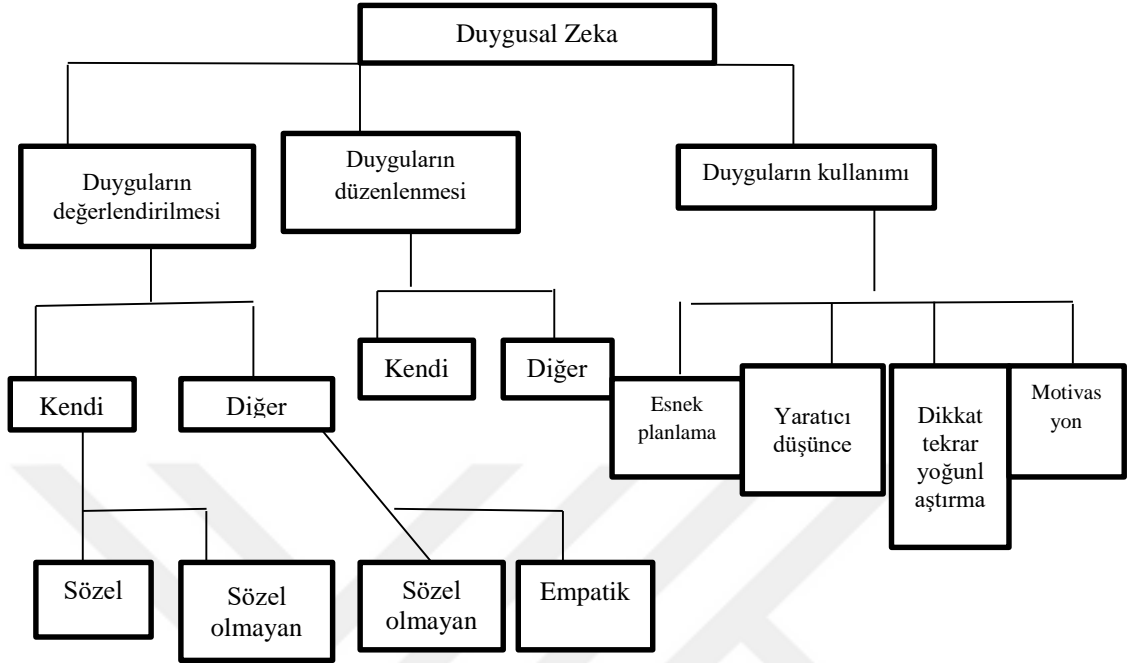 Duygusal Zeka
Duyguların
değerlendirilmesi
Duyguların
düzenlenmesi
Duyguların kullanımı
Kendi
Diğer
Kendi
Diğer
Esnek
planlama
Yaratıcı
düşünce
Dikkat
tekrar
yoğunl
aştırma
Motivas
yon
Sözel
Sözel
olmayan
Sözel
olmayan
Empatik